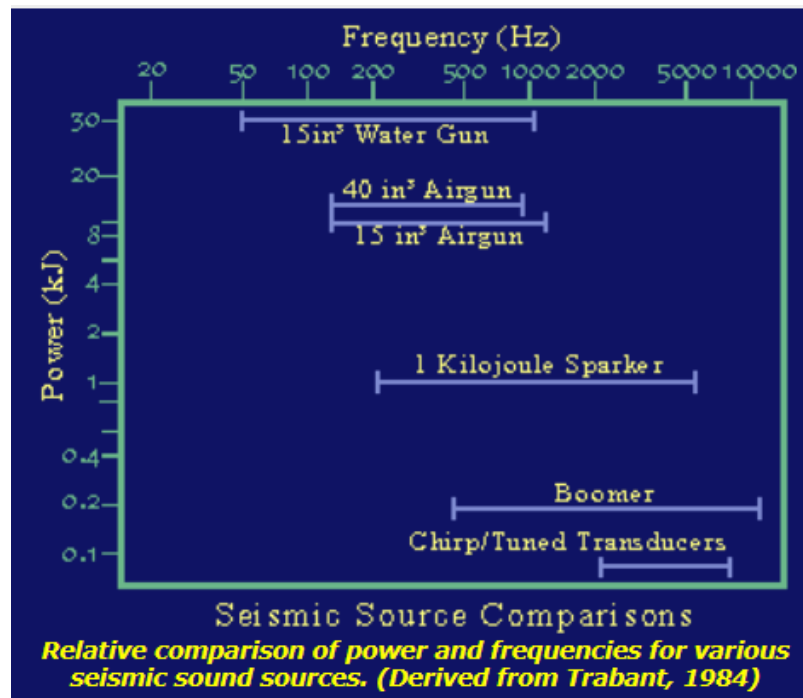 Frequency (Hz)
20 50 100 200 500 1000 2000 5000 10000
Power (kJ)
30
15in³ Water Gun
20
40 in³ Airgun
8
15 in³ Airgun
4
2
1 Kilojoule Sparker
1
0.4
Boomer
0.2
Chirp/Tuned Transducers
0.1
Seismic Source Comparisons
Relative comparison of power and frequencies for various
seismic sound sources. (Derived from Trabant, 1984)